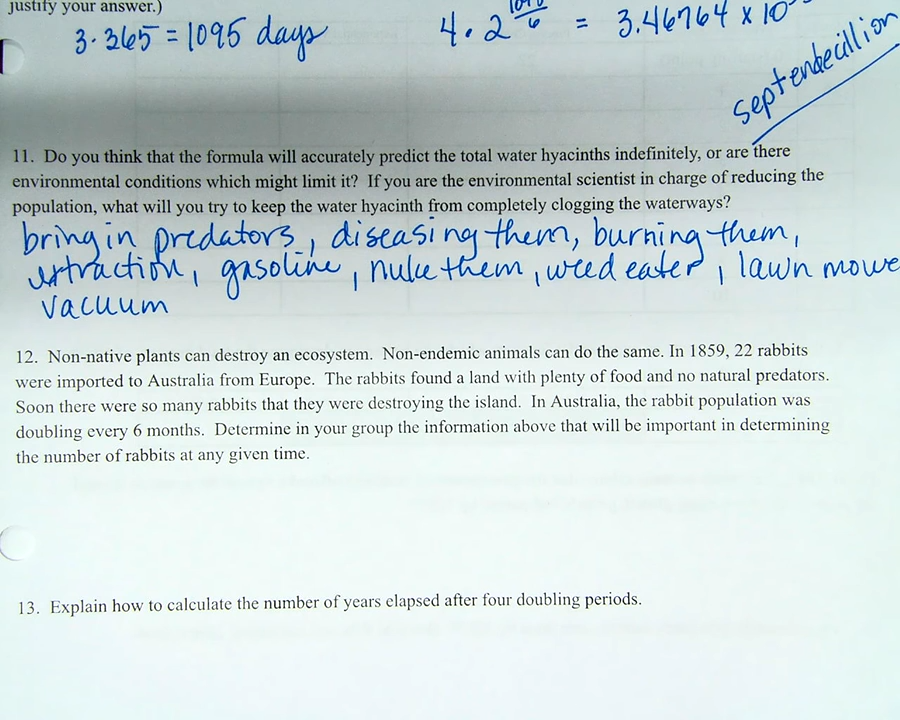 justify your answer.)
3·365 = 1095 days
4·2 = 3.46764 x 10
septendecillion
11. Do you think that the formula will accurately predict the total water hyacinths indefinitely, or are there
environmental conditions which might limit it? If you are the environmental scientist in charge of reducing the
population, what will you try to keep the water hyacinth from completely clogging the waterways?
bring in predators, diseasing them, burning them,
extraction, gasoline, nuke them, weed eater, lawn mowe
vacuum
12. Non-native plants can destroy an ecosystem. Non-endemic animals can do the same. In 1859, 22 rabbits
were imported to Australia from Europe. The rabbits found a land with plenty of food and no natural predators.
Soon there were so many rabbits that they were destroying the island. In Australia, the rabbit population was
doubling every 6 months. Determine in your group the information above that will be important in determining
the number of rabbits at any given time.
13. Explain how to calculate the number of years elapsed after four doubling periods.